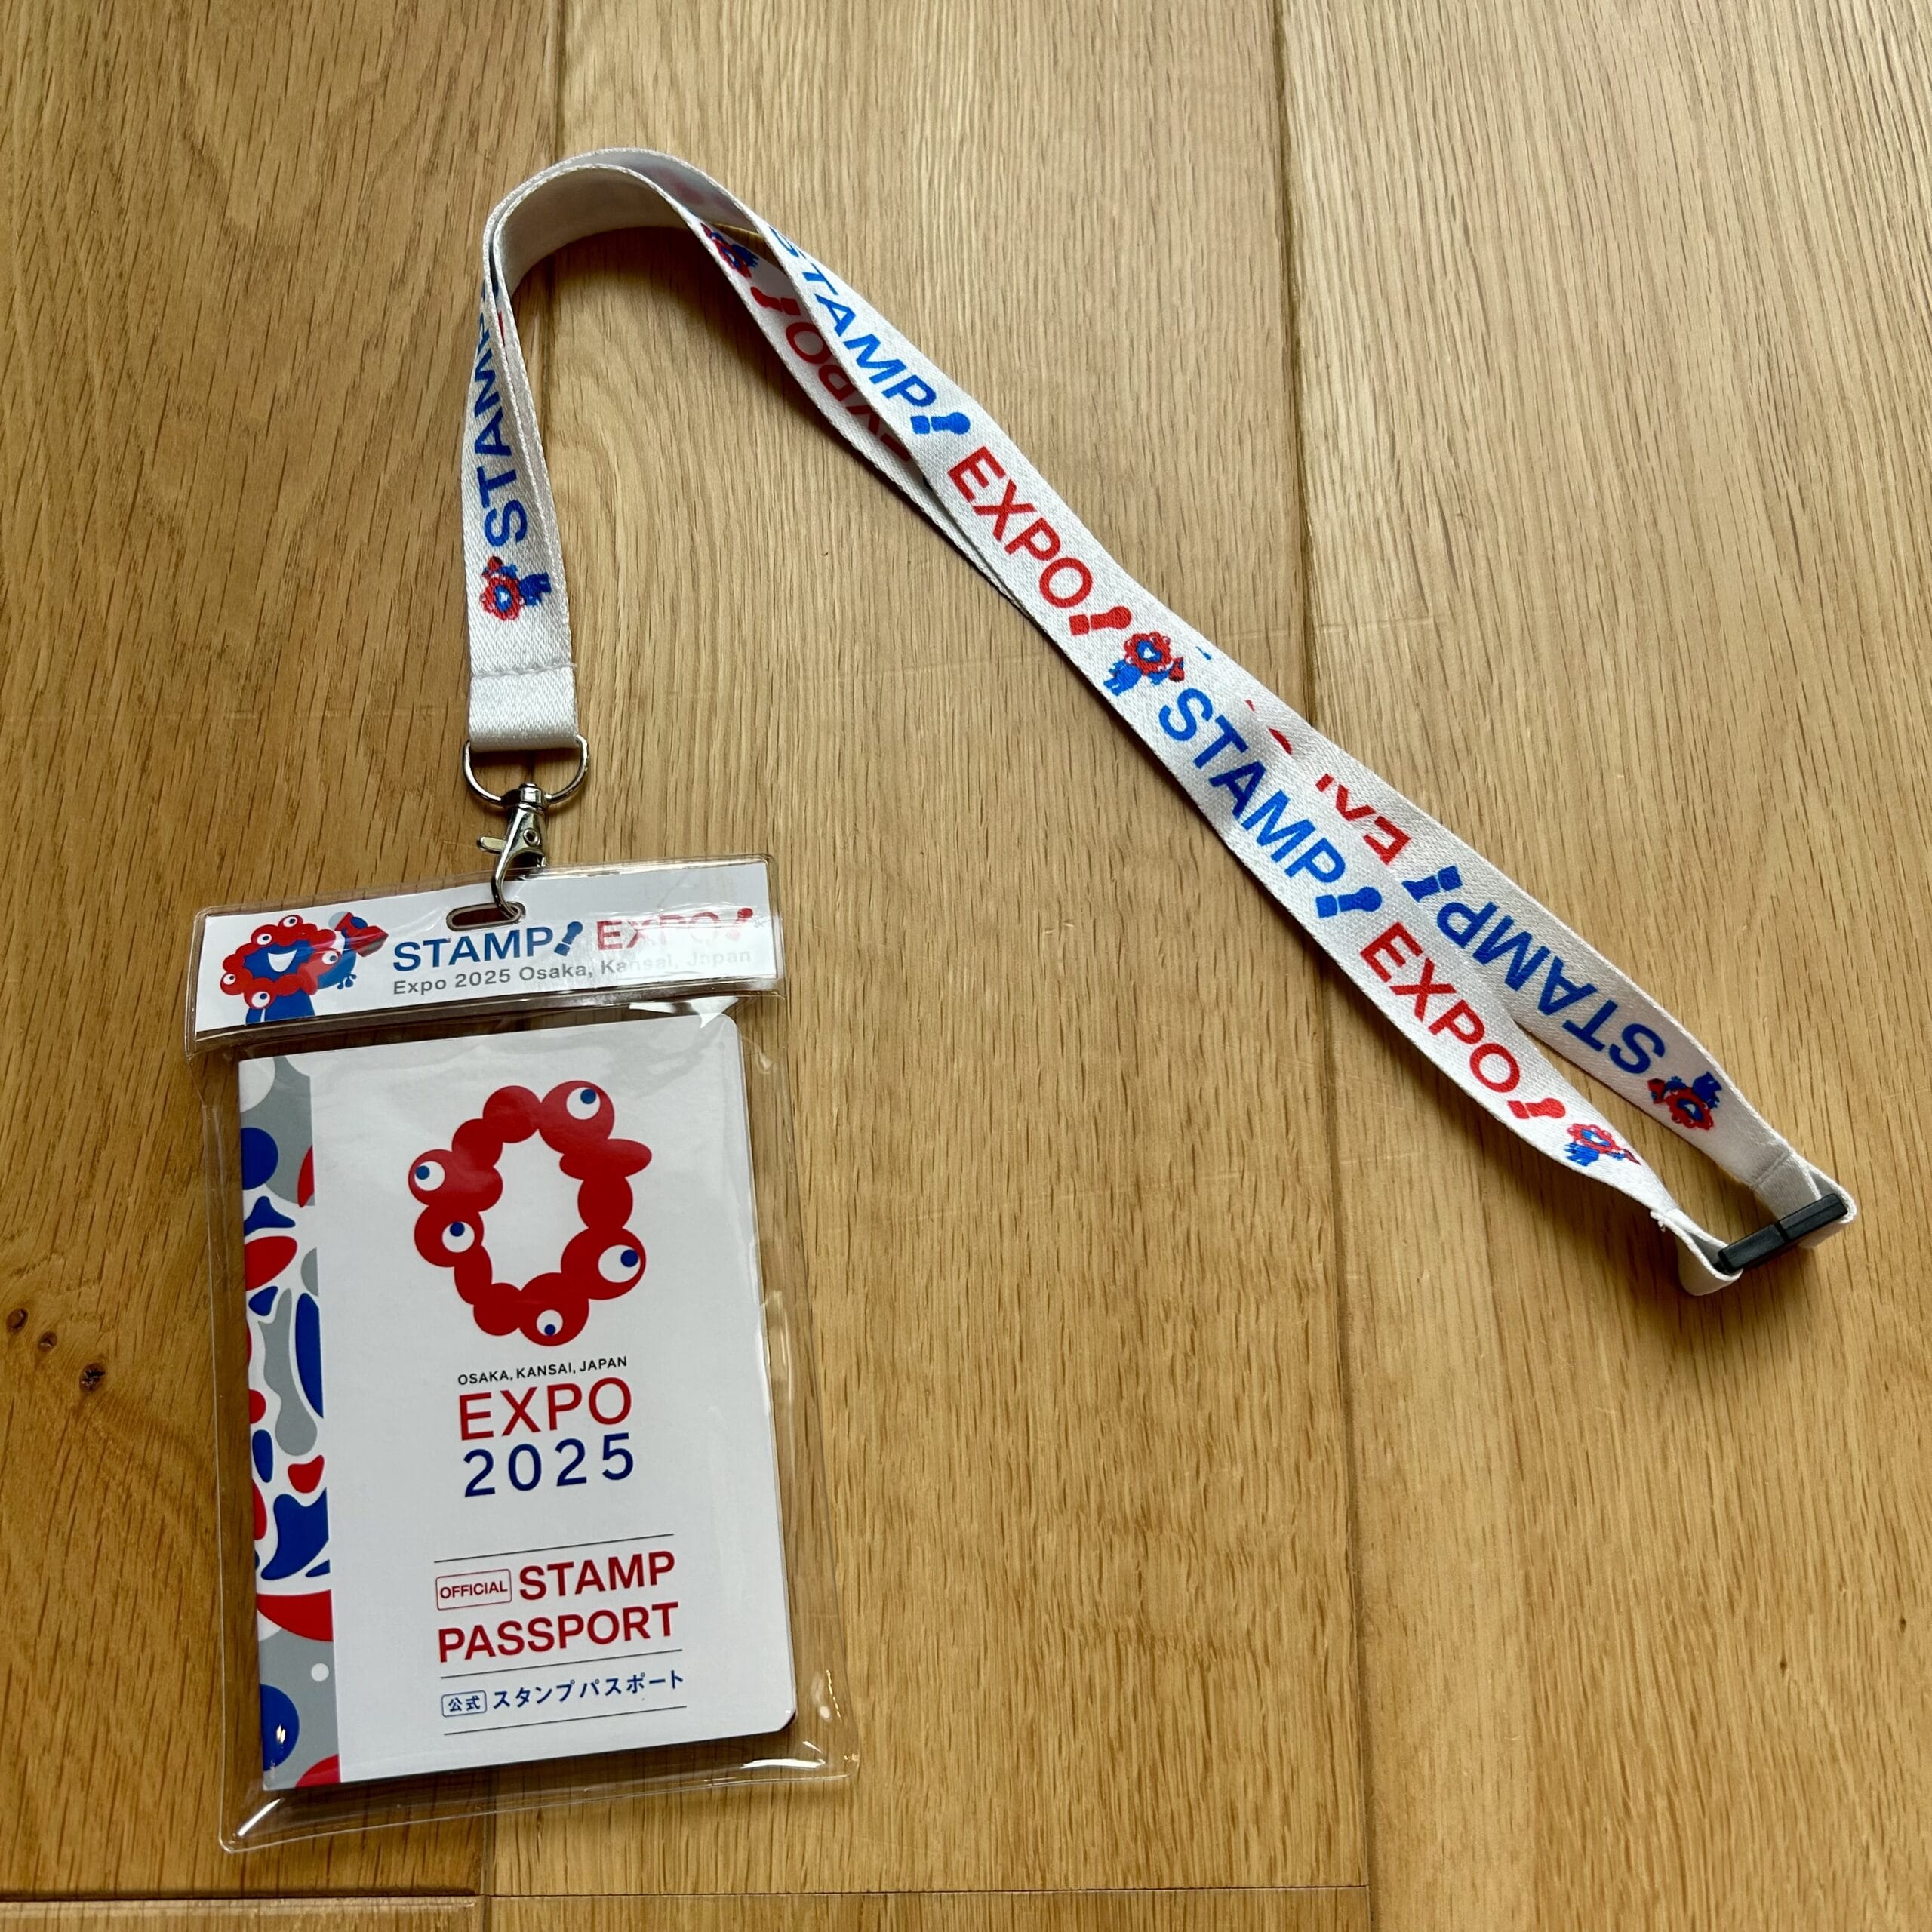 STAMP!
STAMP! EXPO! STAMP! EXPO!
EXPO!
STAMP!
STAMP! EXPO!
Expo 2025 Osaka, Kansai, Japan
OSAKA, KANSAI, JAPAN
EXPO
2025
OFFICIAL STAMP
PASSPORT
公式 スタンプパスポート